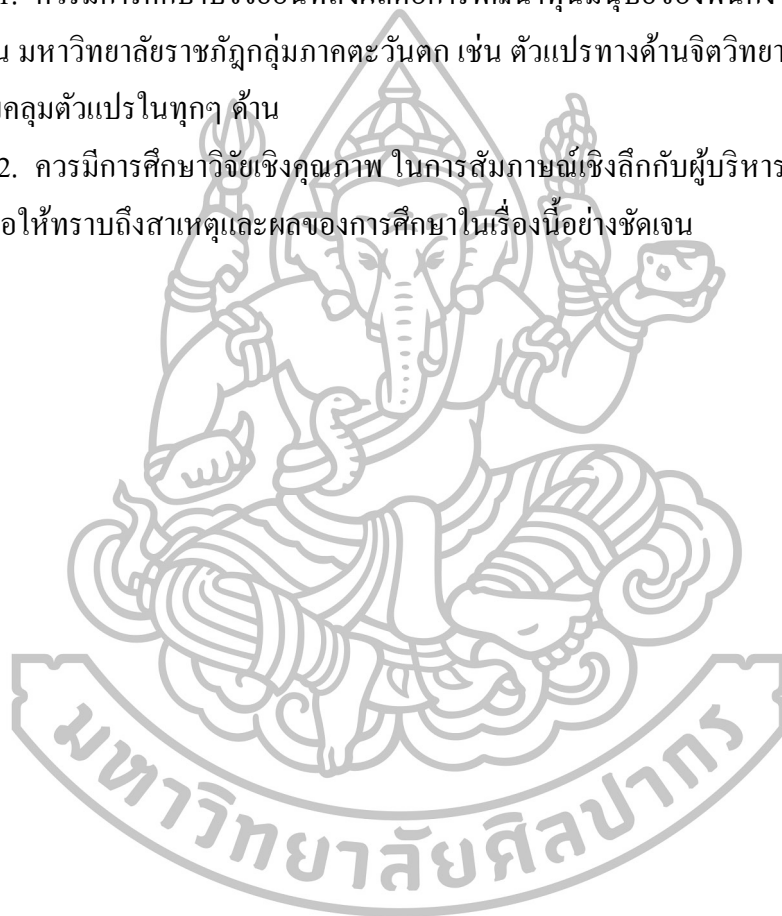 ควรมีการศึกษาปัจจัยอื่นที่ส่งผลต่อการพัฒนาทุนมนุษย์ของ
มหาวิทยาลัยราชภัฏกลุ่มภาคตะวันตก เช่น ตัวแปรทางด้านจิตวิทยา
คลุมตัวแปรในทุกๆ ด้าน
2. ควรมีการศึกษาวิจัยเชิงคุณภาพ ในการสัมภาษณ์เชิงลึกกับผู้บริหาร
ให้ทราบถึงสาเหตุและผลของการศึกษาในเรื่องนี้อย่างชัดเจน
มหาวิทยาลัยศิลปากร